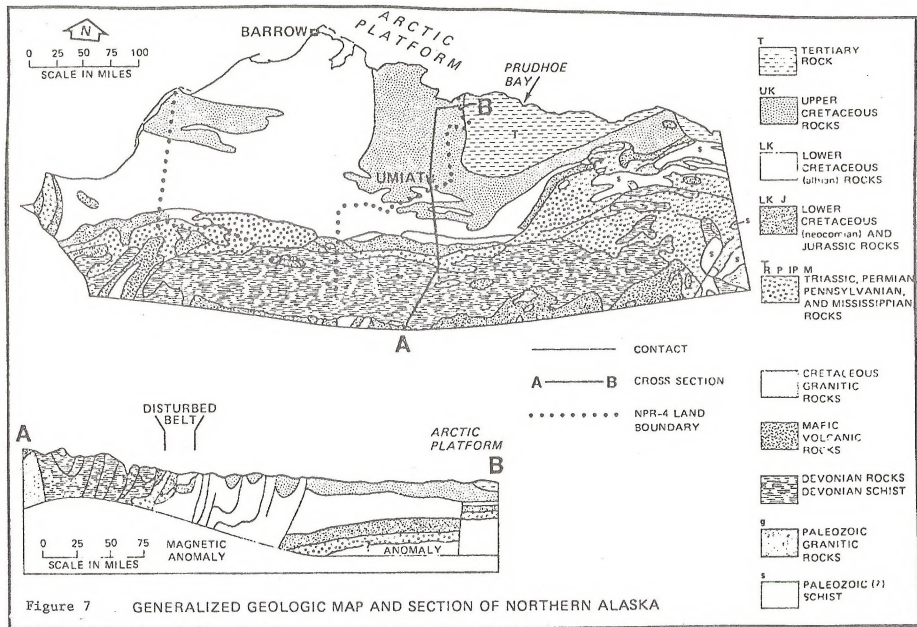 N
0 25 50 75 100
SCALE IN MILES
BARROW
ARCTIC
PLATFORM
PRUDHOE
BAY
B
T
UMIAT
A
s
s
s
s
s
s
T
TERTIARY
ROCK
UK
UPPER
CRETACEOUS
ROCKS
LK
LOWER
CRETACEOUS
(albian) ROCKS
LK J
LOWER
CRETACEOUS
(neocomian) AND
JURASSIC ROCKS
T
R P IP M
TRIASSIC, PERMIAN
PENNSYLVANIAN,
AND MISSISSIPPIAN
ROCKS
CRETACEOUS
GRANITIC
ROCKS
MAFIC
VOLCANIC
ROCKS
DEVONIAN ROCKS
DEVONIAN SCHIST
g
PALEOZOIC
GRANITIC
ROCKS
s
PALEOZOIC (?)
SCHIST
CONTACT
A B CROSS SECTION
NPR-4 LAND
BOUNDARY
A
DISTURBED
BELT
ARCTIC
PLATFORM
B
0 25 50 75
SCALE IN MILES
MAGNETIC
ANOMALY
?
ANOMALY
Figure 7 GENERALIZED GEOLOGIC MAP AND SECTION OF NORTHERN ALASKA